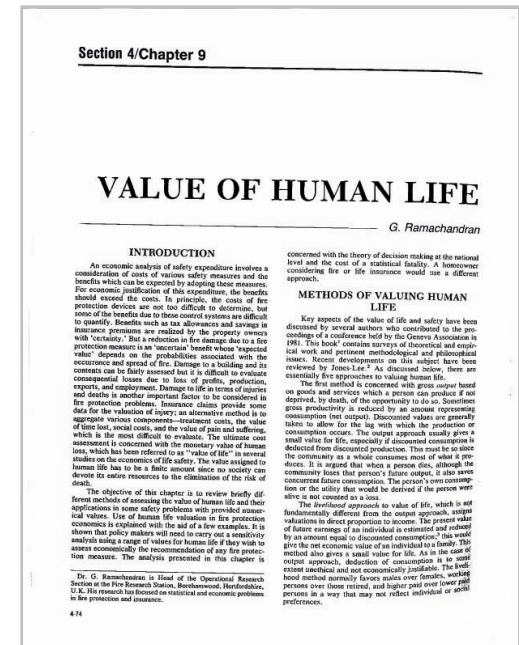 Section 4/Chapter 9
VALUE OF HUMAN LIFE
G. Ramachandran
INTRODUCTION
An economic analysis of safety expenditure involves a
consideration of costs of various safety measures and the
benefits which can be expected by adopting these measures.
For economic justification of this expenditure, the benefits
should exceed the costs. In principle, the costs of fire
protection devices are not too difficult to determine, but
some of the benefits due to these control systems are difficult
to quantify. Benefits such as tax allowances and savings in
insurance premiums are realized by the property owners
with 'certainty.' But a reduction in fire damage due to a fire
protection measure is an 'uncertain' benefit whose 'expected
value' depends on the probabilities associated with the
occurrence and spread of fire. Damage to a building and its
contents can be fairly assessed but it is difficult to evaluate
consequential losses due to loss of profits, production,
exports, and employment. Damage to life in terms of injuries
and deaths is another important factor to be considered in
fire protection problems. Insurance claims provide some
data for the valuation of injury; an alternative method is to
aggregate various components—treatment costs, the value
of time lost, social costs, and the value of pain and suffering,
which is the most difficult to evaluate. The ultimate cost
assessment is concerned with the monetary value of human
loss, which has been referred to as "value of life" in several
studies on the economics of life safety. The value assigned to
human life has to be a finite amount since no society can
devote its entire resources to the elimination of the risk of
death.
The objective of this chapter is to review briefly dif-
ferent methods of assessing the value of human life and their
applications in some safety problems with provided numer-
ical values. Use of human life valuation in fire protection
economics is explained with the aid of a few examples. It is
shown that policy makers will need to carry out a sensitivity
analysis using a range of values for human life if they wish to
assess economically the recommendation of any fire protec-
tion measure. The analysis presented in this chapter is
Dr. G. Ramachandran is Head of the Operational Research
Section at the Fire Research Station, Borehamwood, Hertfordshire,
U.K. His research has focused on statistical and economic problems
in fire protection and insurance.
4-74
concerned with the theory of decision making at the national
level and the cost of a statistical fatality. A homeowner
considering fire or life insurance would use a different
approach.
METHODS OF VALUING HUMAN
LIFE
Key aspects of the value of life and safety have been
discussed by several authors who contributed to the pro-
ceedings of a conference held by the Geneva Association in
1981. This book¹ contains surveys of theoretical and empir-
ical work and pertinent methodological and philosophical
issues. Recent developments on this subject have been
reviewed by Jones-Lee.² As discussed below, there are
essentially five approaches to valuing human life.
The first method is concerned with gross output based
on goods and services which a person can produce if not
deprived, by death, of the opportunity to do so. Sometimes
gross productivity is reduced by an amount representing
consumption (net output). Discounted values are generally
taken to allow for the lag with which the production or
consumption occurs. The output approach usually gives a
small value for life, especially if discounted consumption is
deducted from discounted production. This must be so since
the community as a whole consumes most of what it pro-
duces. It is argued that when a person dies, although the
community loses that person's future output, it also saves
concurrent future consumption. The person's own consump-
tion or the utility that would be derived if the person were
alive is not counted as a loss.
The livelihood approach to value of life, which is not
fundamentally different from the output approach, assigns
valuations in direct proportion to income. The present value
of future earnings of an individual is estimated and reduced
by an amount equal to discounted consumption;³ this would
give the net economic value of an individual to a family. This
method also gives a small value for life. As in the case of
output approach, deduction of consumption is to some
extent unethical and not economically justifiable. The liveli-
hood method normally favors males over females, working
persons over those retired, and higher paid over lower paid
persons in a way that may not reflect individual or social
preferences.